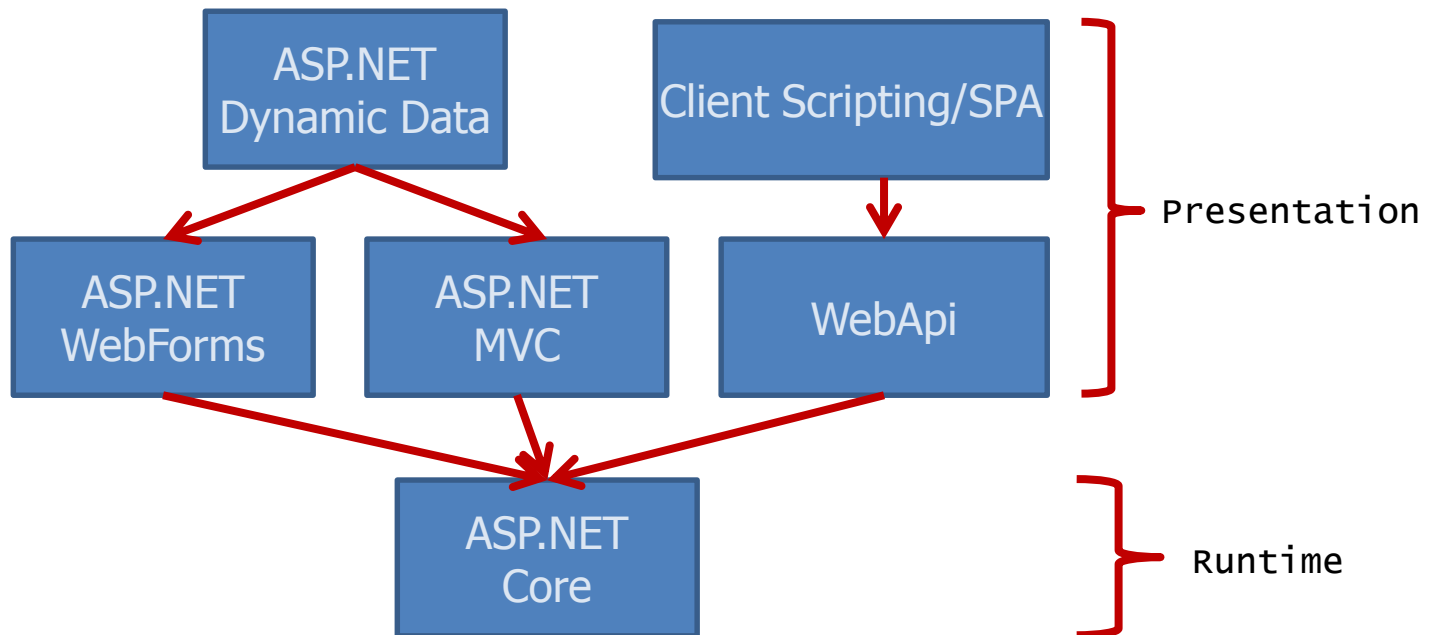 ASP.NET
Dynamic Data
Client Scripting/SPA
Presentation
ASP.NET
WebForms
ASP.NET
MVC
WebApi
ASP.NET
Core
Runtime